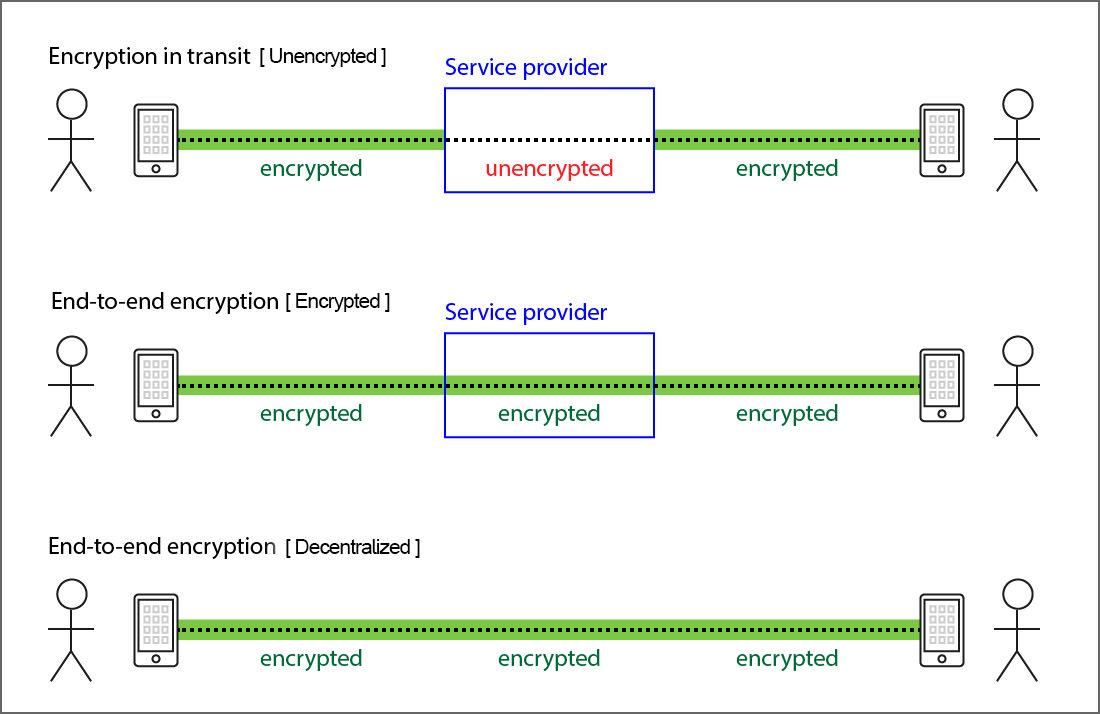 Encryption in transit [ Unencrypted ]
Service provider
encrypted unencrypted encrypted
End-to-end encryption [ Encrypted ]
Service provider
encrypted encrypted encrypted
End-to-end encryption [ Decentralized ]
encrypted encrypted encrypted